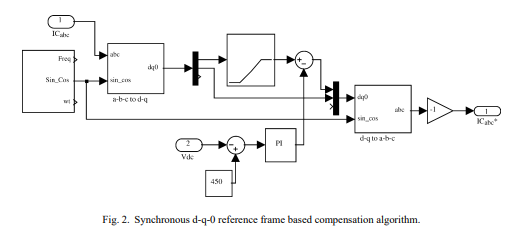 1
ICabc
Freq
Sin_Cos
wt
abc
dq0
sin_cos
a-b-c to d-q
dq0
abc
sin_cos
d-q to a-b-c
-1
1
ICabc*
2
Vdc
PI
450
Fig. 2. Synchronous d-q-0 reference frame based compensation algorithm.